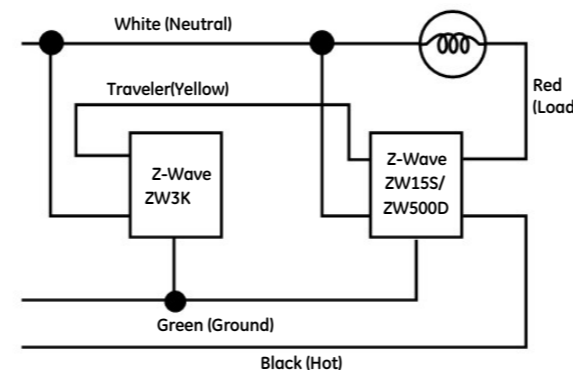 White (Neutral)
Traveler(Yellow)
Red
(Load
Z-Wave
ZW3K
Z-Wave
ZW15S/
ZW500D
Green (Ground)
Black (Hot)